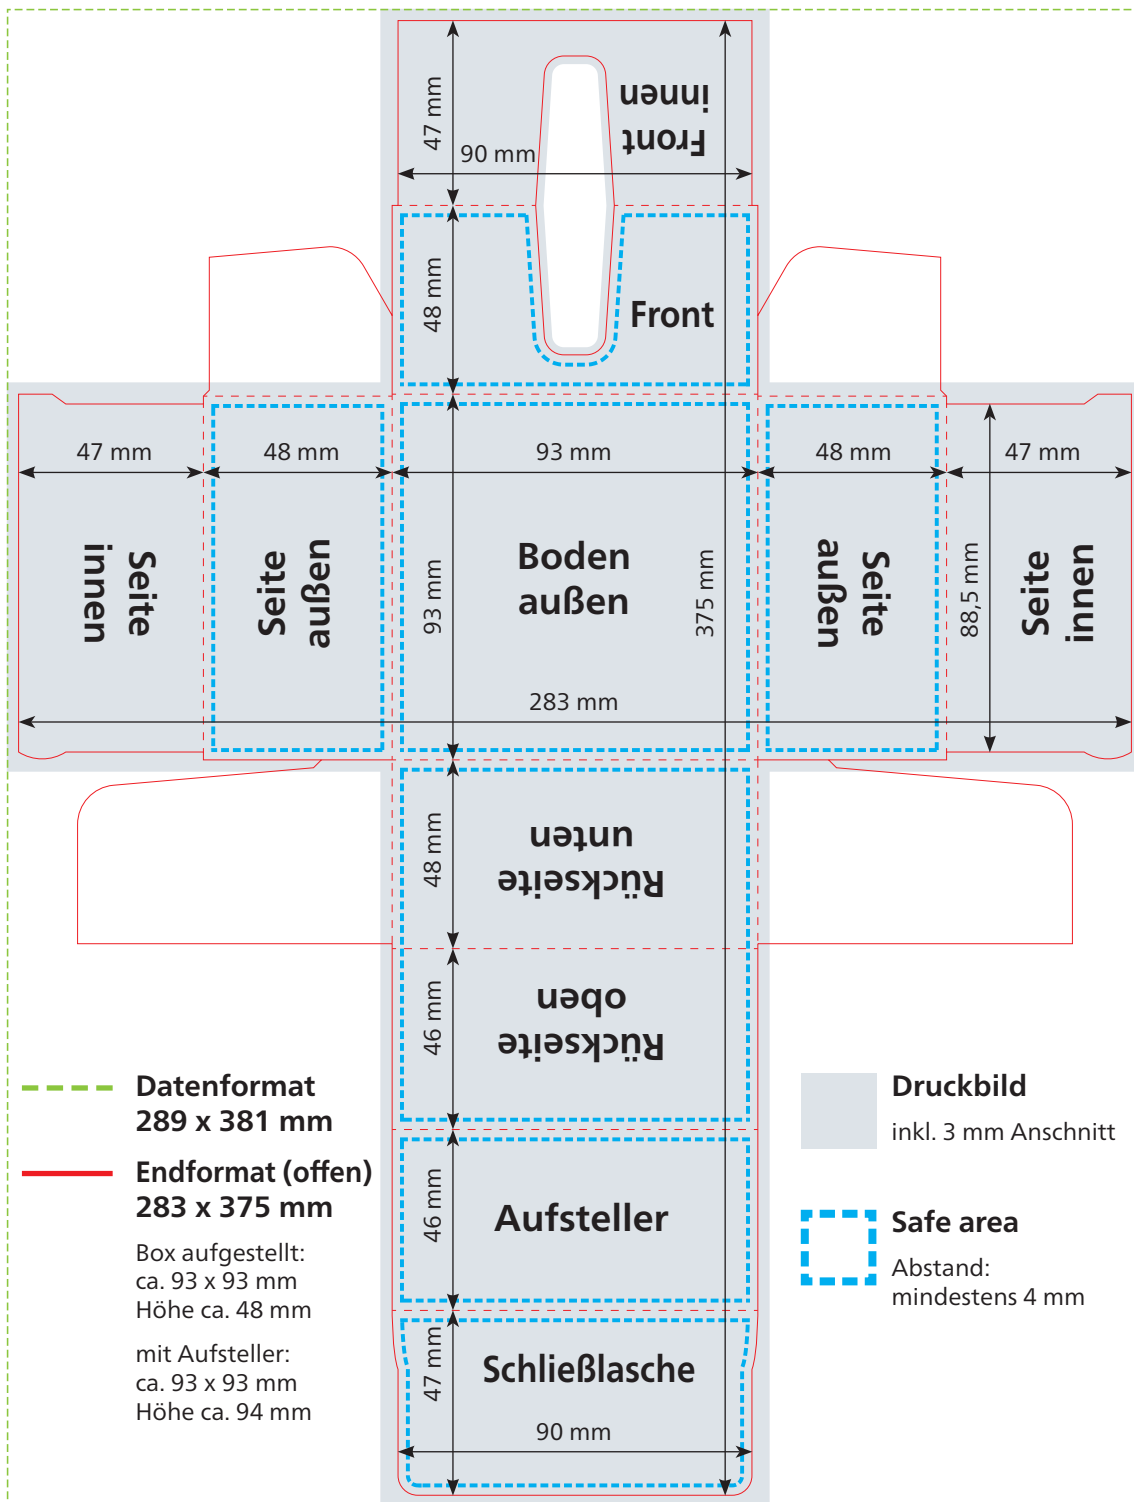 Front
innen
47 mm
90 mm
48 mm
Front
47 mm
48 mm
93 mm
48 mm
47 mm
Seite
innen
Seite
außen
Boden
außen
93 mm
375 mm
Seite
außen
88,5 mm
Seite
innen
283 mm
48 mm
Rückseite
unten
46 mm
Rückseite
oben
Datenformat
289 x 381 mm
Endformat (offen)
283 x 375 mm
Box aufgestellt:
ca. 93 x 93 mm
Höhe ca. 48 mm
mit Aufsteller:
ca. 93 x 93 mm
Höhe ca. 94 mm
46 mm
Aufsteller
47 mm
Schließlasche
90 mm
Druckbild
inkl. 3 mm Anschnitt
Safe area
Abstand:
mindestens 4 mm